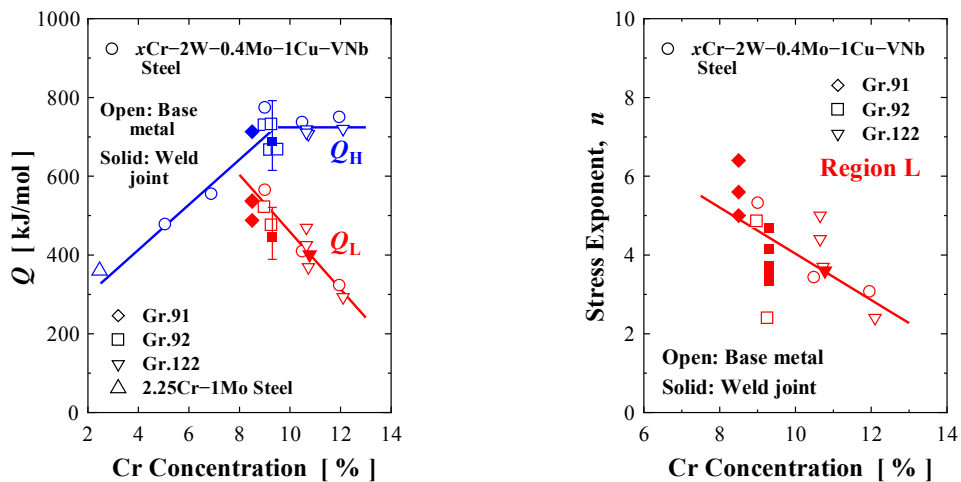 1000
800
600
400
200
0
Q [ kJ/mol ]
xCr−2W−0.4Mo−1Cu−VNb
Steel
Open: Base
metal
Solid: Weld
joint
QH
QL
Gr.91
Gr.92
Gr.122
2.25Cr−1Mo Steel
2 4 6 8 10 12 14
Cr Concentration [ % ]
10
8
6
4
2
0
Stress Exponent, n
xCr−2W−0.4Mo−1Cu−VNb
Steel
Gr.91
Gr.92
Gr.122
Region L
Open: Base metal
Solid: Weld joint
6 8 10 12 14
Cr Concentration [ % ]